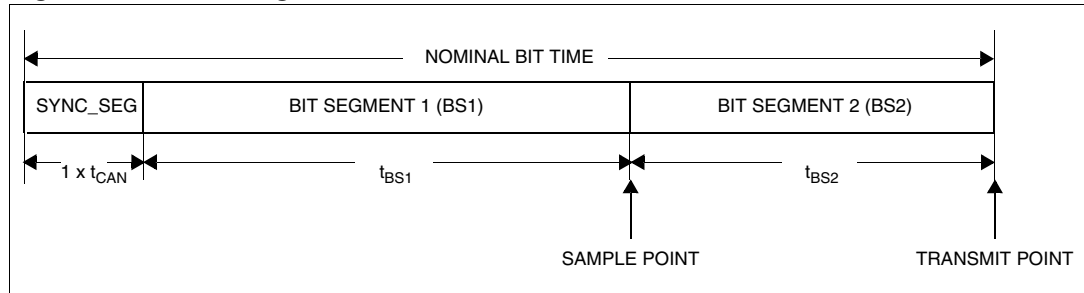 NOMINAL BIT TIME
SYNC_SEG
BIT SEGMENT 1 (BS1)
BIT SEGMENT 2 (BS2)
1 x tCAN
tBS1
tBS2
SAMPLE POINT
TRANSMIT POINT